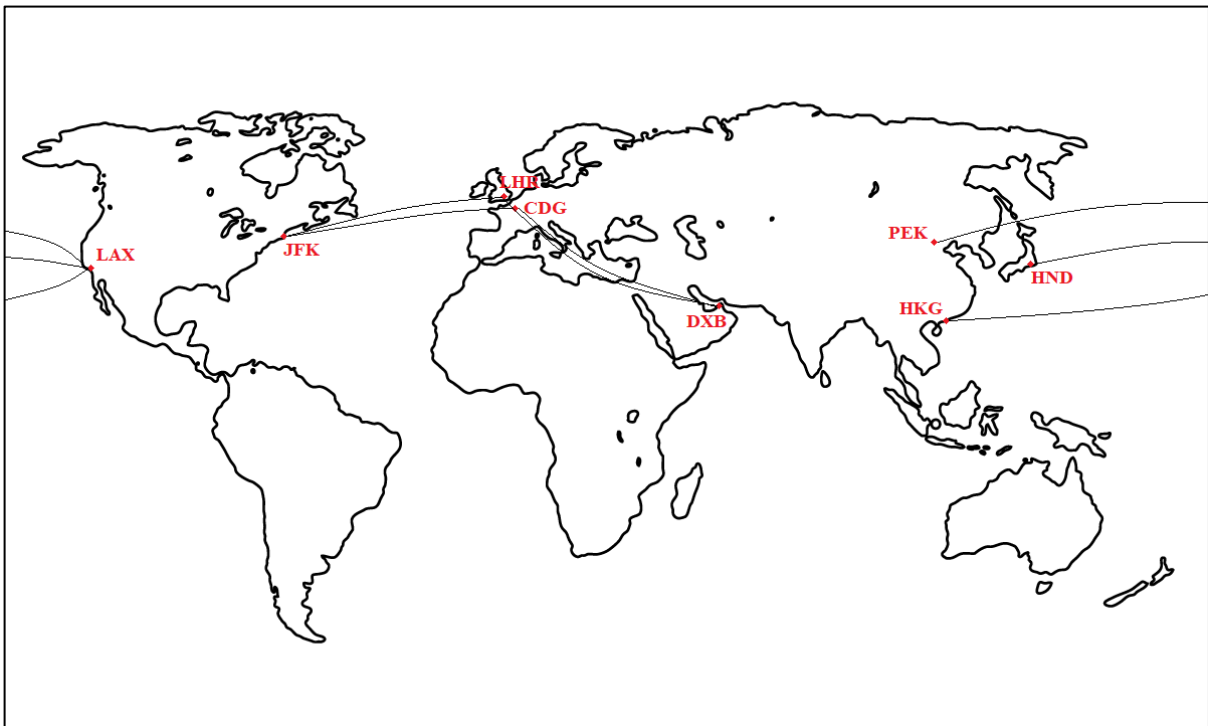 LHR
CDG
PEK
JFK
LAX
HND
HKG
DXB